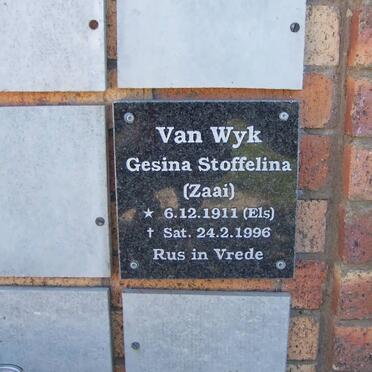 Van Wyk
Gesina Stoffelina
(Zaai)
★ 6.12.1911 (Els)
† Sat. 24.2.1996
Rus in Vrede